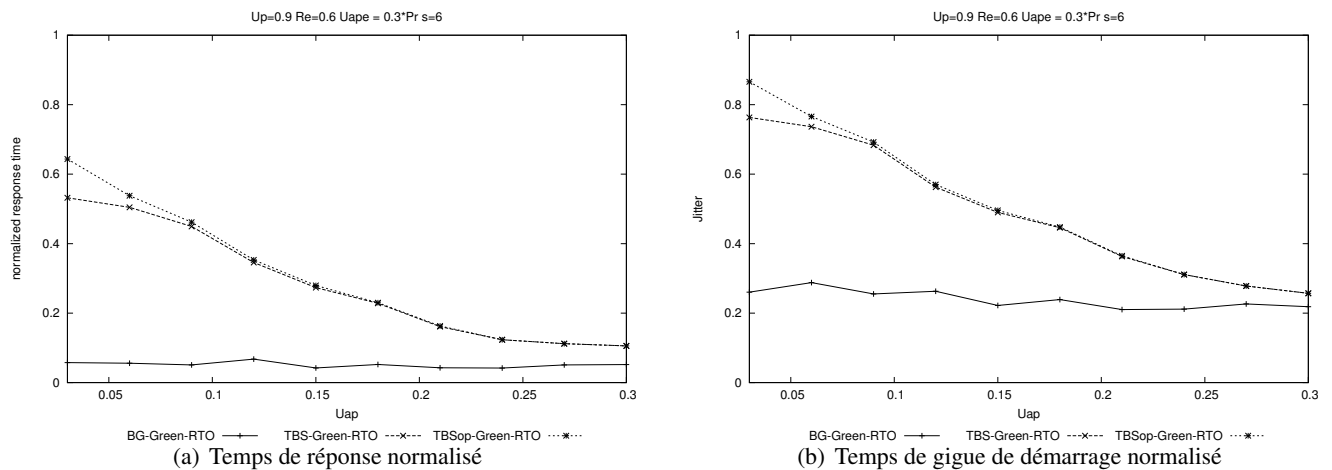 Up=0.9 Re=0.6 Uape = 0.3*Pr s=6
1
0.8
0.6
0.4
0.2
0
normalized response time
0.05 0.1 0.15 0.2 0.25 0.3
Uap
BG-Green-RTO TBS-Green-RTO TBSop-Green-RTO
(a) Temps de réponse normalisé
Up=0.9 Re=0.6 Uape = 0.3*Pr s=6
1
0.8
0.6
0.4
0.2
0
Jitter
0.05 0.1 0.15 0.2 0.25 0.3
Uap
BG-Green-RTO TBS-Green-RTO TBSop-Green-RTO
(b) Temps de gigue de démarrage normalisé